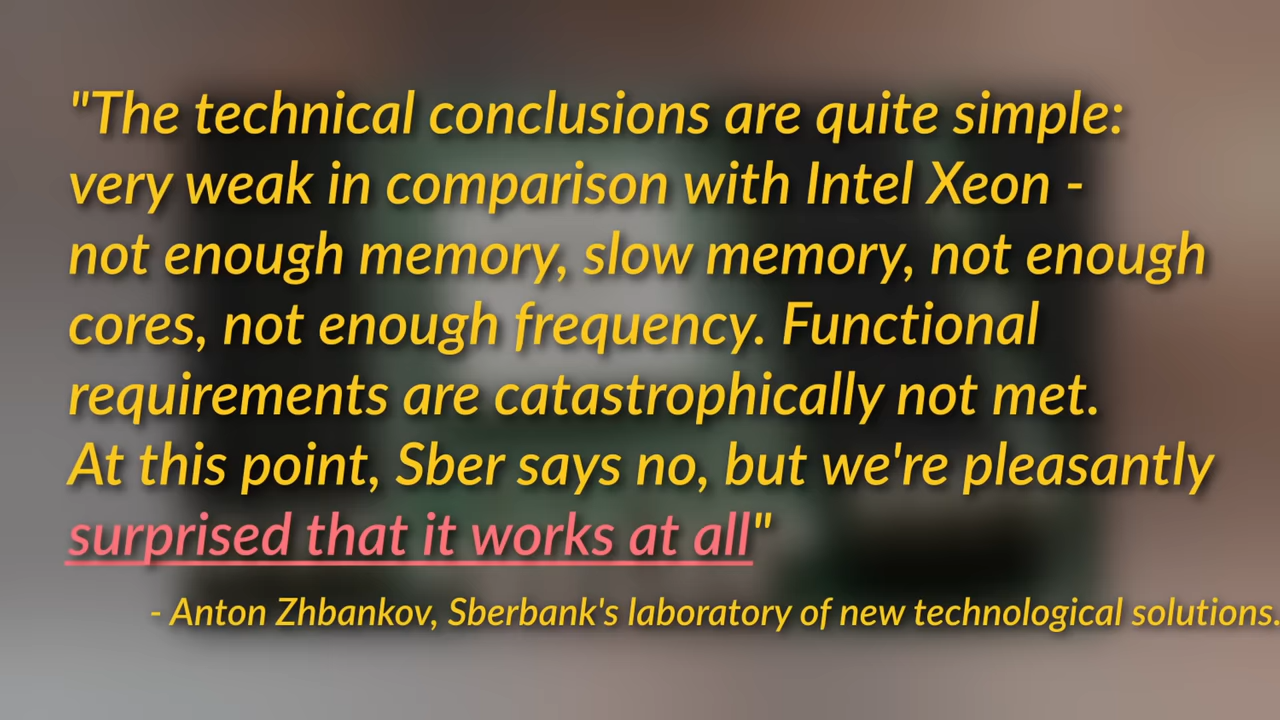 "The technical conclusions are quite simple:
very weak in comparison with Intel Xeon -
not enough memory, slow memory, not enough
cores, not enough frequency. Functional
requirements are catastrophically not met.
At this point, Sber says no, but we're pleasantly
surprised that it works at all"
- Anton Zhbankov, Sberbank's laboratory of new technological solutions.